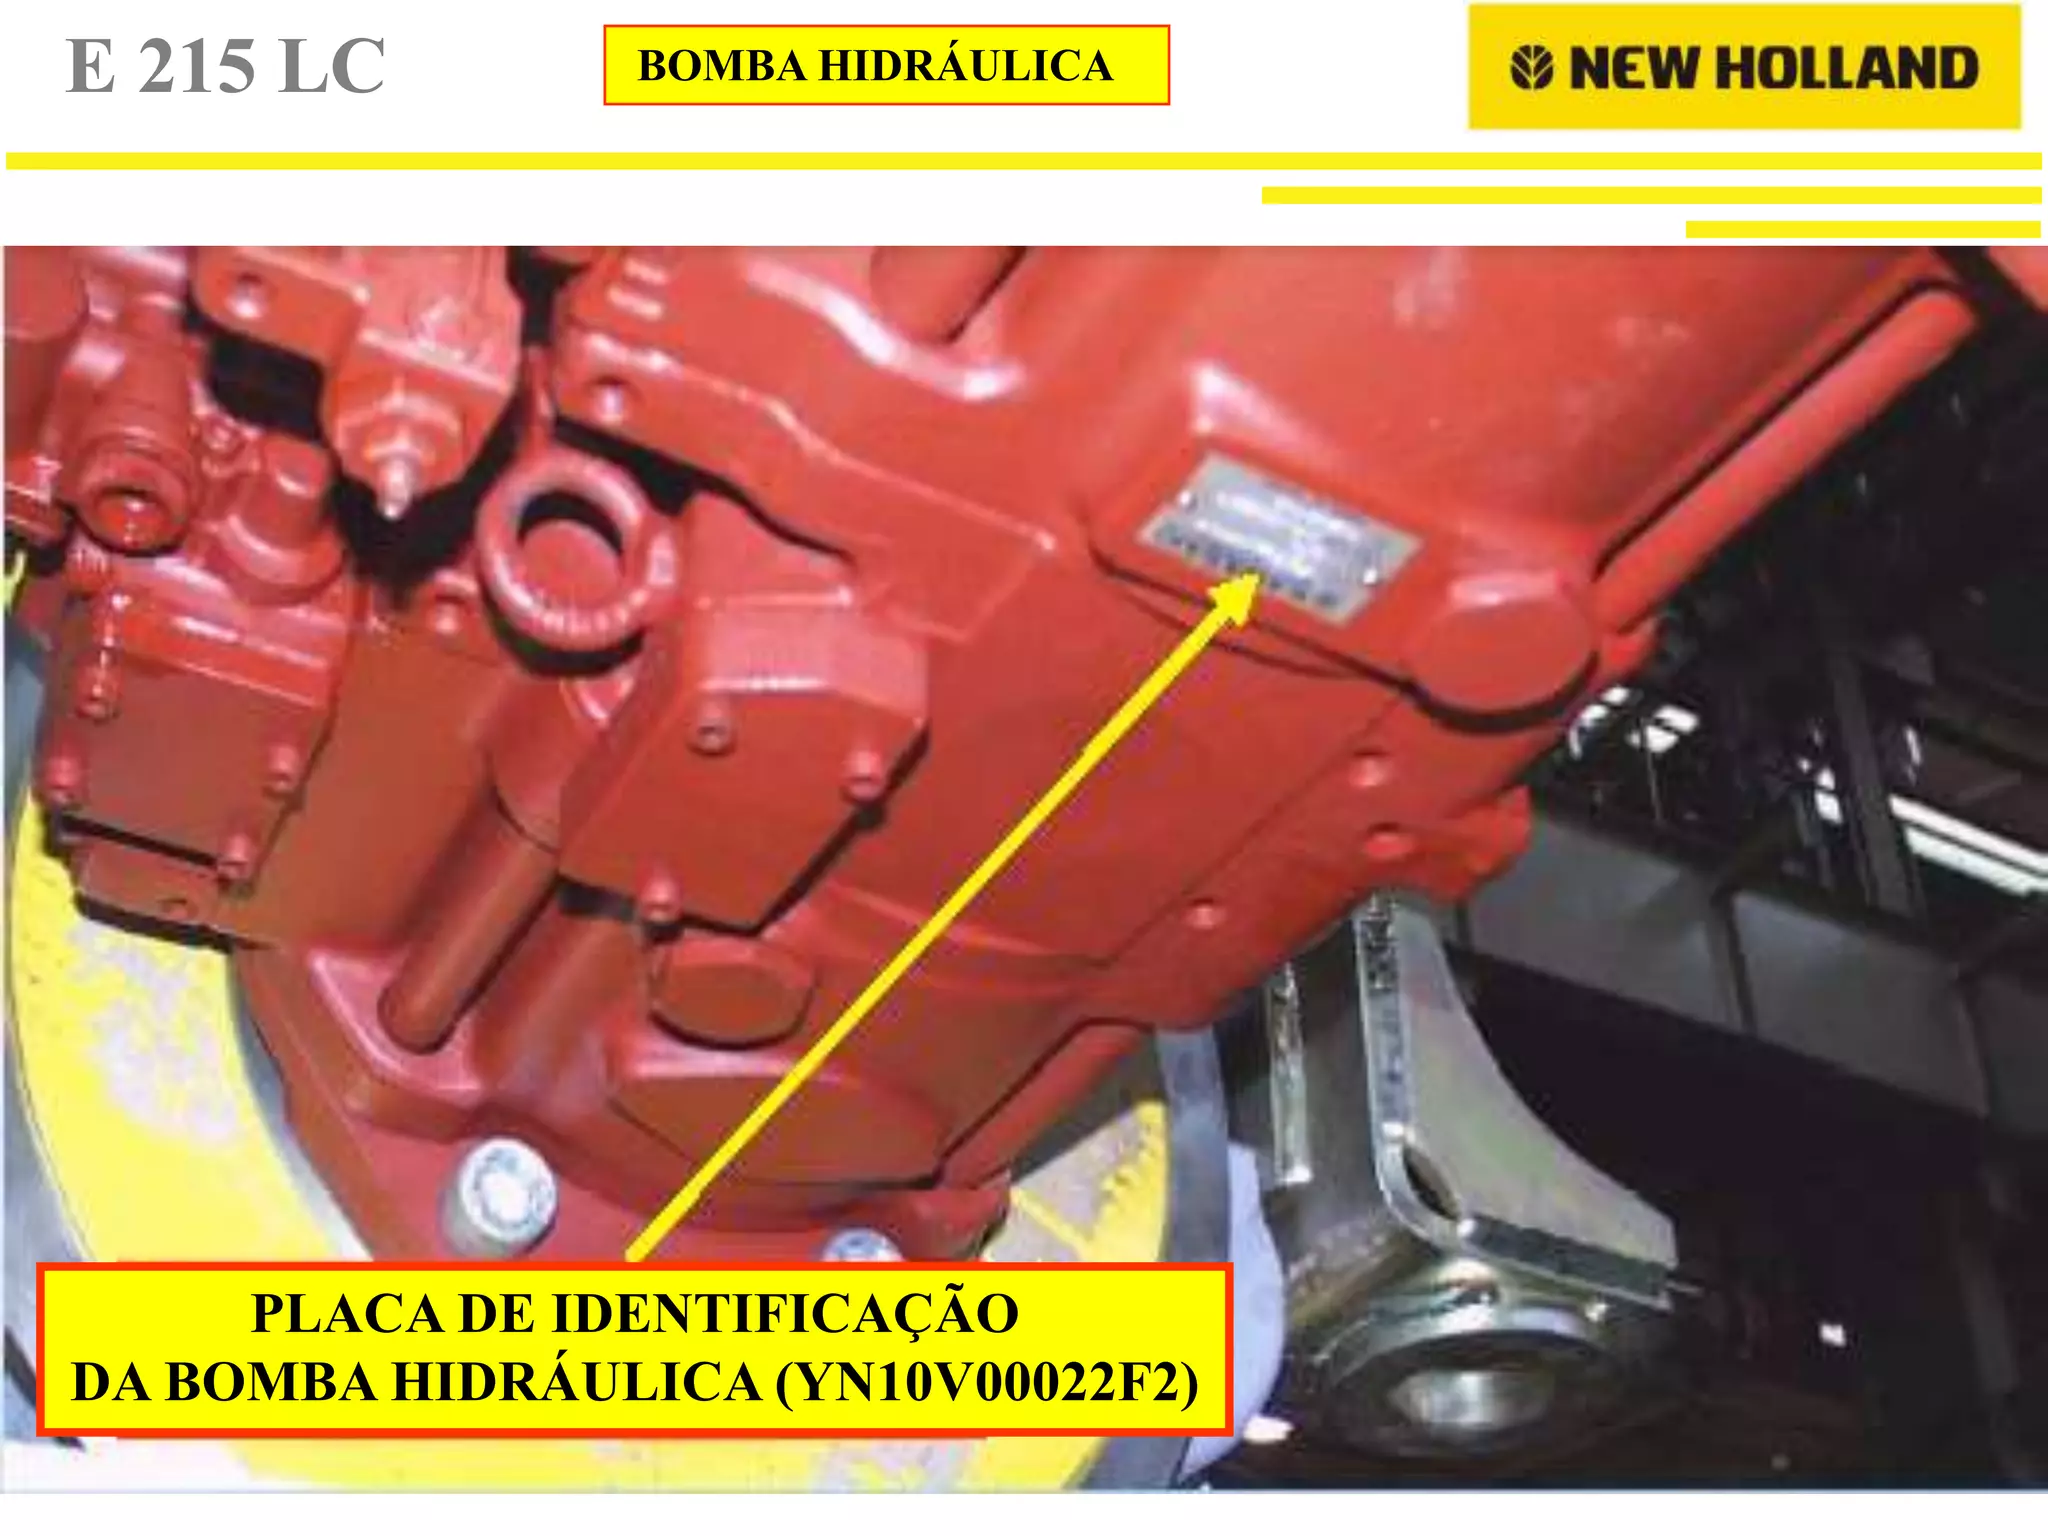 E 215 LC
BOMBA HIDRÁULICA
NEW HOLLAND
PLACA DE IDENTIFICAÇÃO
DA BOMBA HIDRÁULICA (YN10V00022F2)